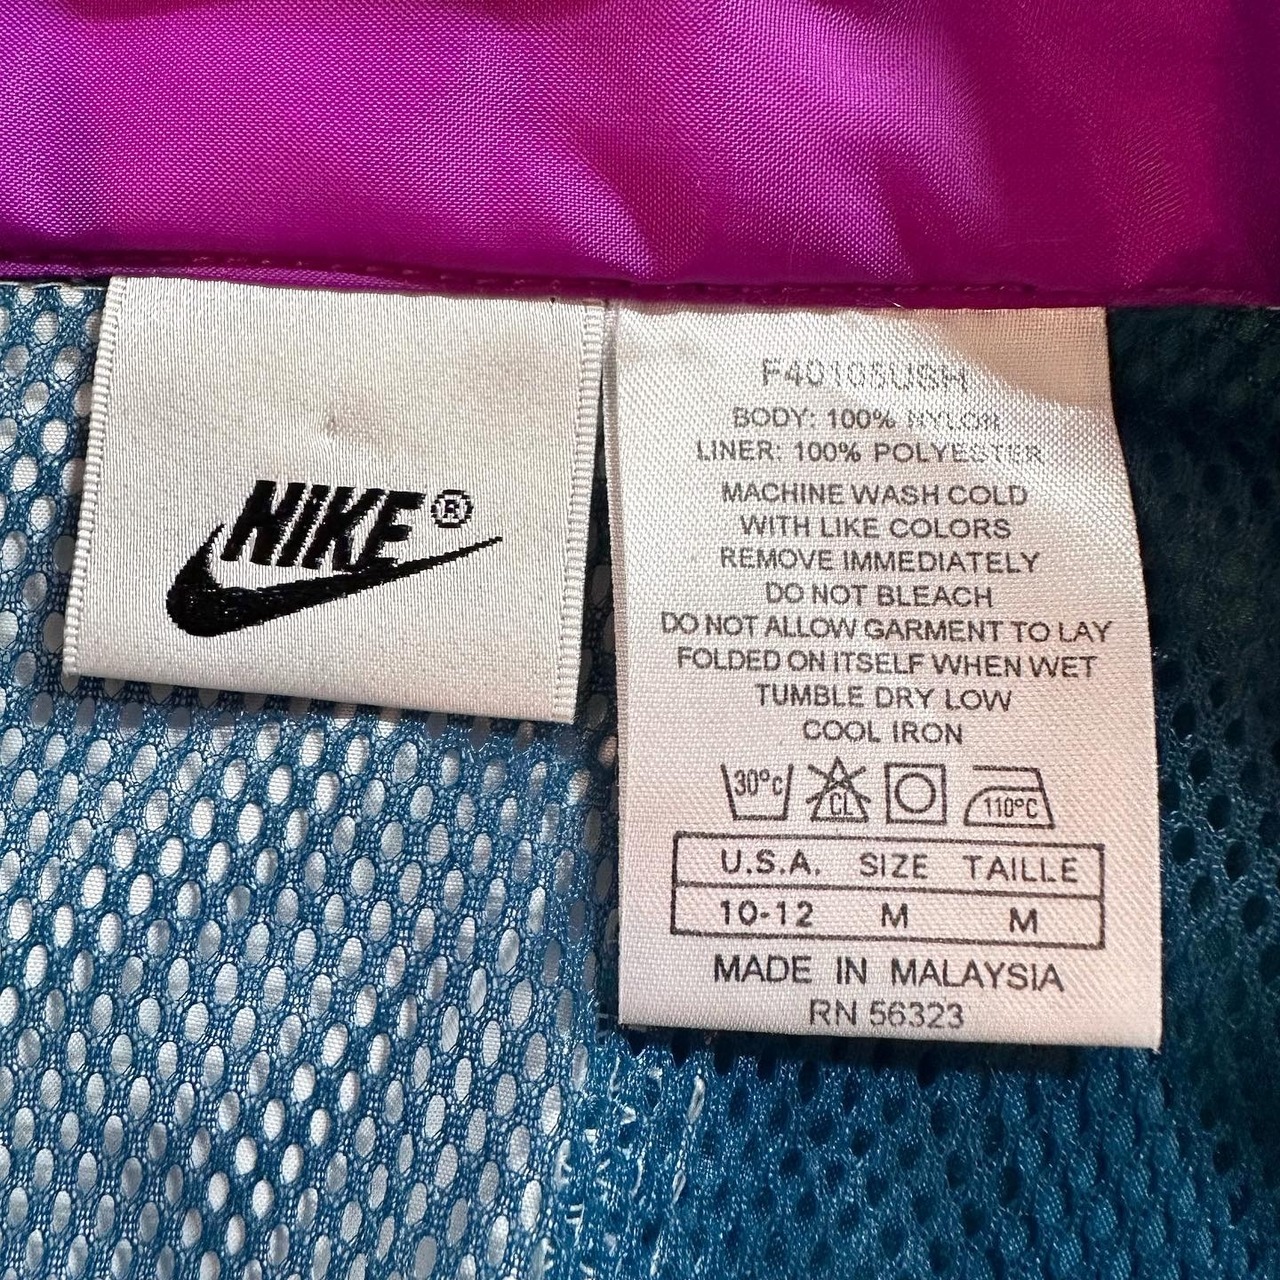 NIKE®
F40105USH
BODY: 100% NYLON
LINER: 100% POLYESTER
MACHINE WASH COLD
WITH LIKE COLORS
REMOVE IMMEDIATELY
DO NOT BLEACH
DO NOT ALLOW GARMENT TO LAY
FOLDED ON ITSELF WHEN WET
TUMBLE DRY LOW
COOL IRON
30°c CL 110°C
U.S.A. SIZE TAILLE
10-12 M M
MADE IN MALAYSIA
RN 56323